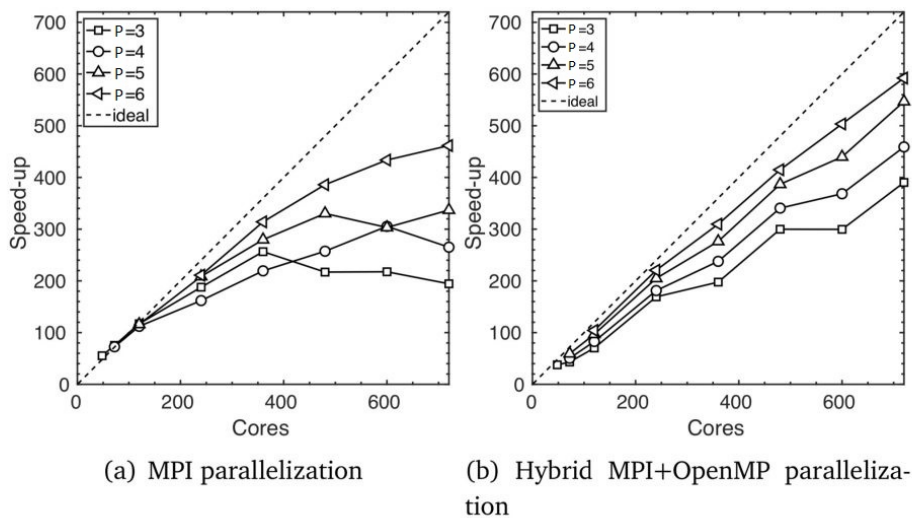 700
600
500
400
300
200
100
0
Speed-up
P=3
P=4
P=5
P=6
ideal
0
200
400
600
Cores
(a) MPI parallelization
700
600
500
400
300
200
100
0
Speed-up
P=3
P=4
P=5
P=6
ideal
0
200
400
600
Cores
(b) Hybrid MPI+OpenMP paralleliza-
tion